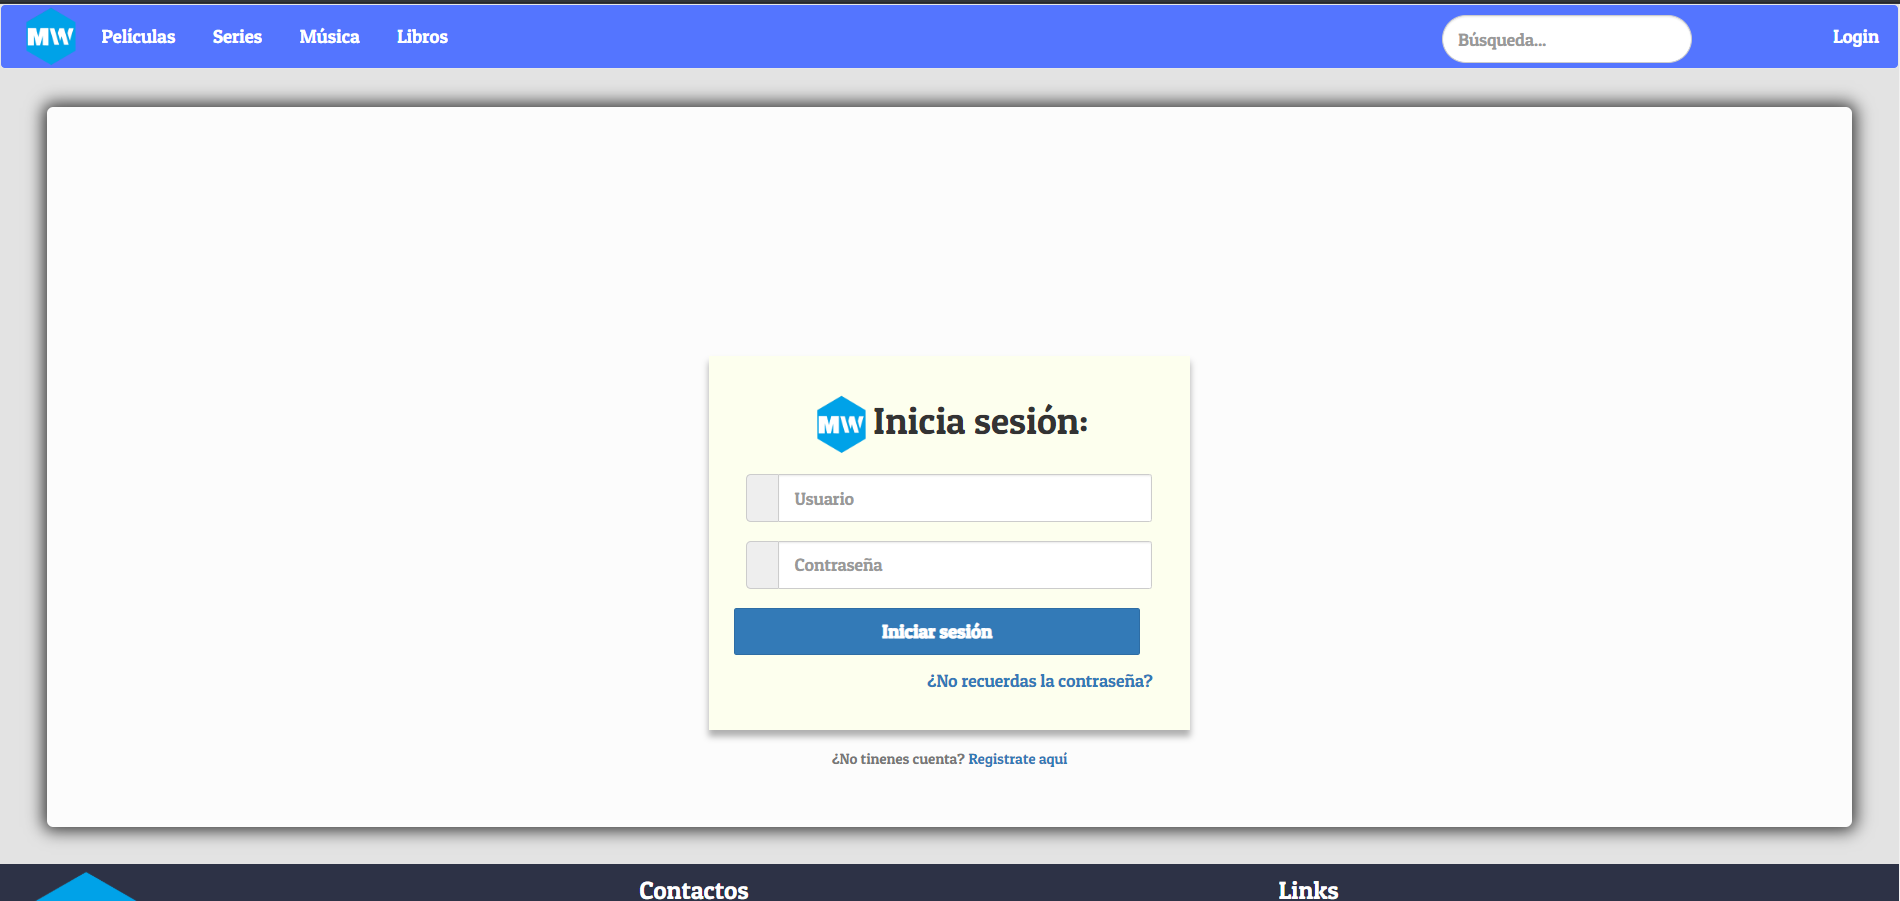 MW Películas Series Música Libros Búsqueda... Login
MW Inicia sesión:
Usuario
Contraseña
Iniciar sesión
¿No recuerdas la contraseña?
¿No tinenes cuenta? Registrate aquí
Contactos Links